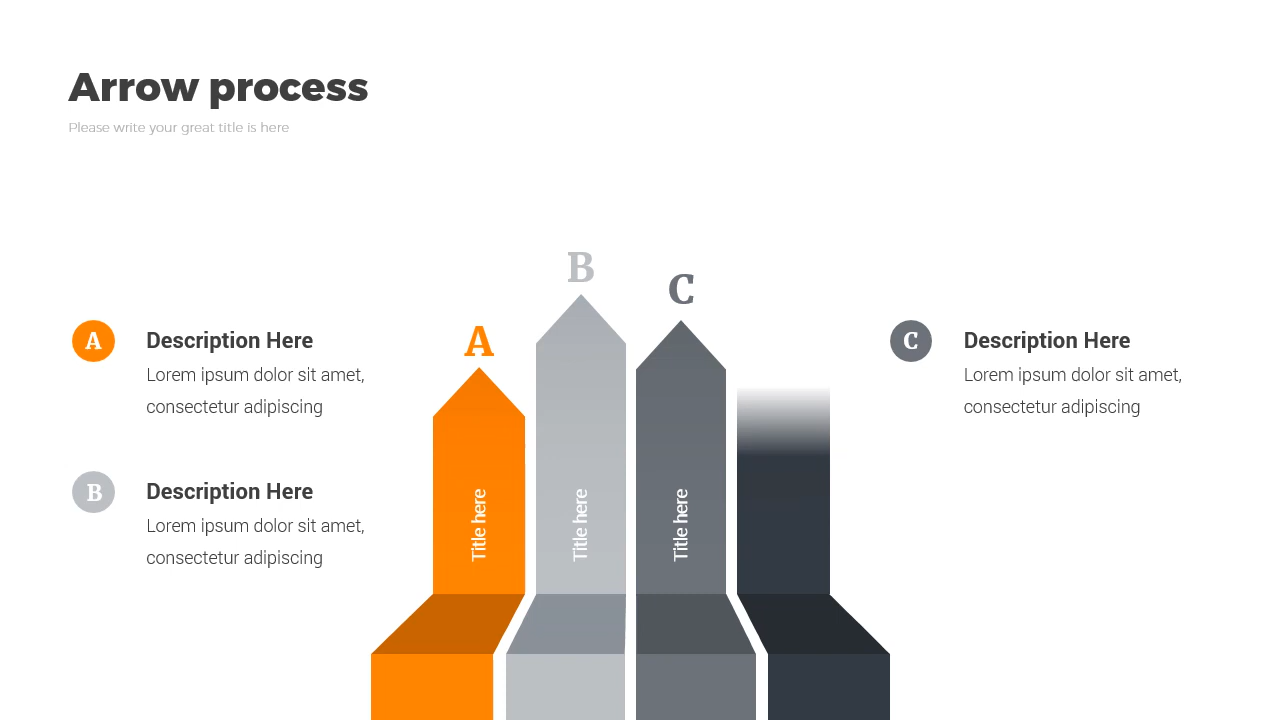 Arrow process
Please write your great title is here
A
B
C
A
Description Here
Lorem ipsum dolor sit amet,
consectetur adipiscing
B
Description Here
Lorem ipsum dolor sit amet,
consectetur adipiscing
Title here
Title here
Title here
C
Description Here
Lorem ipsum dolor sit amet,
consectetur adipiscing